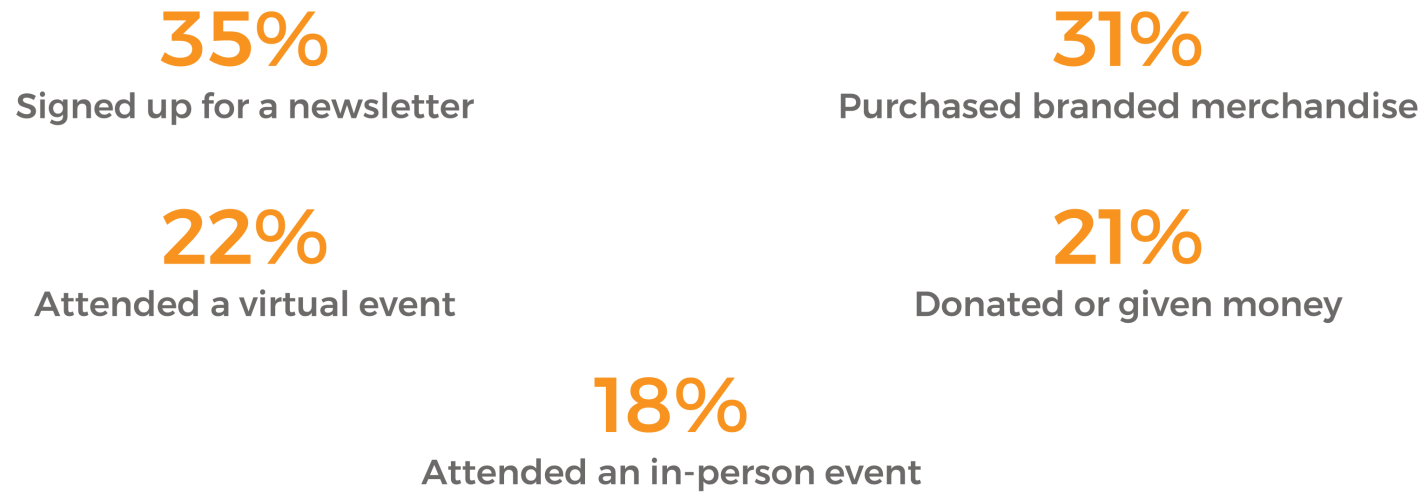 35%
Signed up for a newsletter
31%
Purchased branded merchandise
22%
Attended a virtual event
21%
Donated or given money
18%
Attended an in-person event